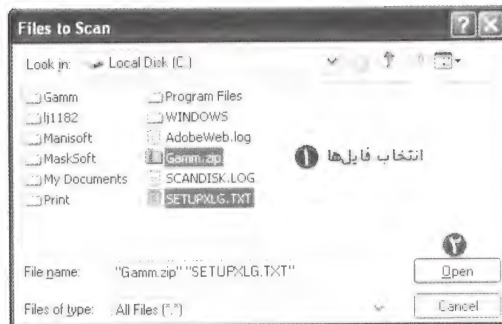 Files to Scan
Look in: Local Disk (C:)
Gamm Program Files
lj1182 WINDOWS
Manisoft AdobeWeb.log
MaskSoft Gamm.zip ۱ انتخاب فایل‌ها
My Documents SCANDISK.LOG
Print SETUPXLG.TXT
۲
File name: "Gamm.zip" "SETUPXLG.TXT" Open
Files of type: All Files (*.*) Cancel